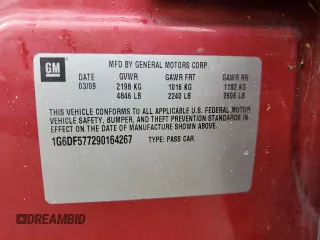 GM
MFD BY GENERAL MOTORS CORP.
DATE GVWR GAWR FRT GAWR RR
03/09 2198 KG 1016 KG 1182 KG
4846 LB 2240 LB 2606 LB
THIS VEHICLE CONFORMS TO ALL APPLICABLE U.S. FEDERAL MOTOR
VEHICLE SAFETY, BUMPER, AND THEFT PREVENTION STANDARDS IN
EFFECT ON THE DATE OF MANUFACTURE SHOWN ABOVE.
1G6DF577290164267 TYPE: PASS CAR
DREAMBID